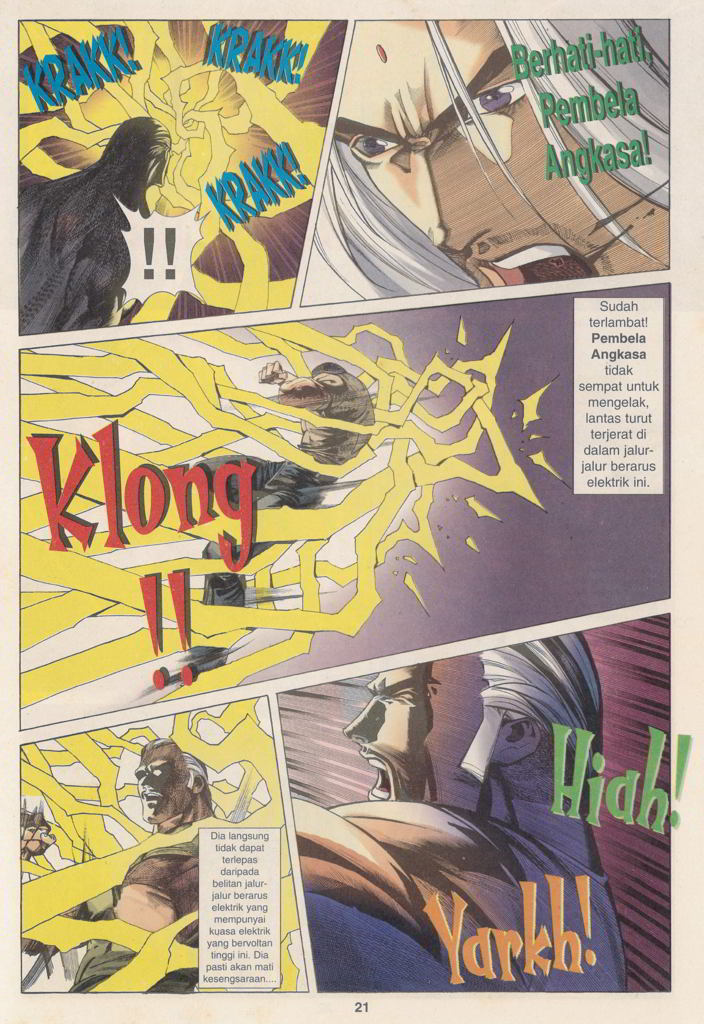 KRAKK!
KRAKK!
KRAKK!
!!
Berhati-hati,
Pembela
Angkasa!
Sudah
terlambat!
Pembela
Angkasa
tidak
sempat untuk
mengelak,
lantas turut
terjerat di
dalam jalur-
jalur berarus
elektrik ini.
Klong
!!
Dia langsung
tidak dapat
terlepas
daripada
belitan jalur-
jalur berarus
elektrik yang
mempunyai
kuasa elektrik
yang bervoltan
tinggi ini. Dia
pasti akan mati
kesengsaraan....
Hiah!
Yarkh!
21